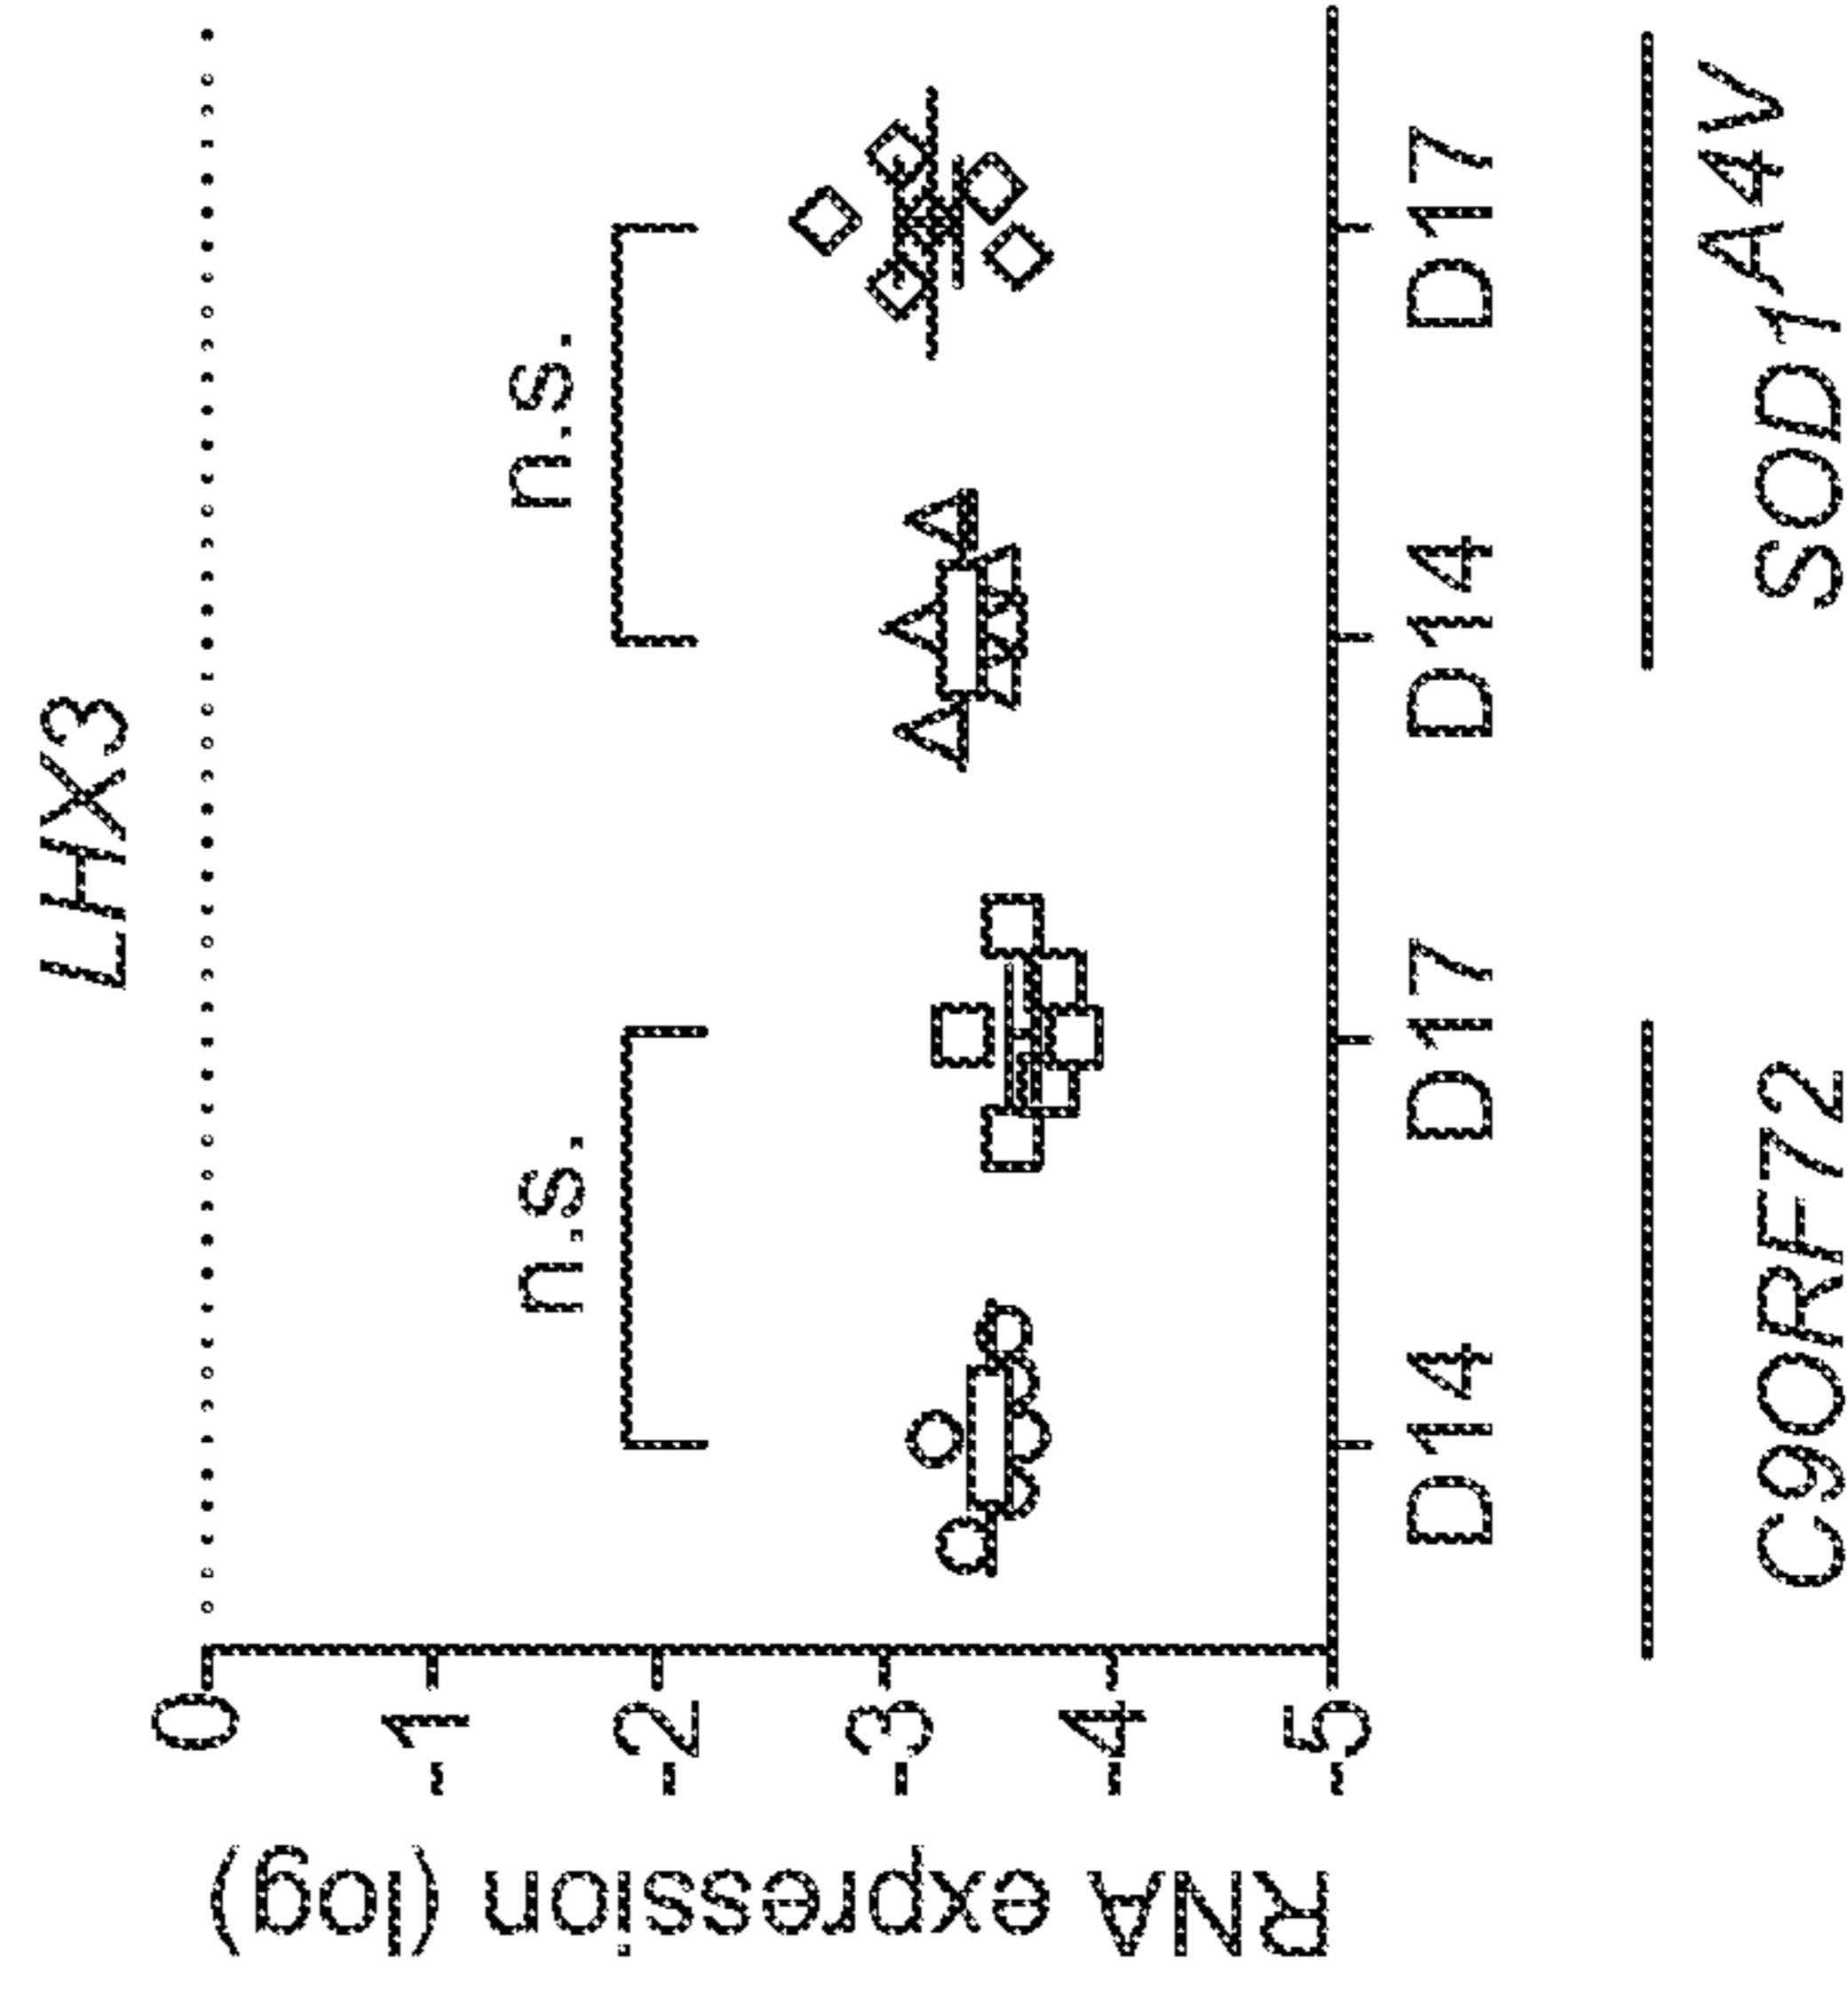 LHX3
RNA expression (log)
0
-1
-2
-3
-4
-5
n.s.
n.s.
D14 D17 D14 D17
C9ORF72 SOD1A4V